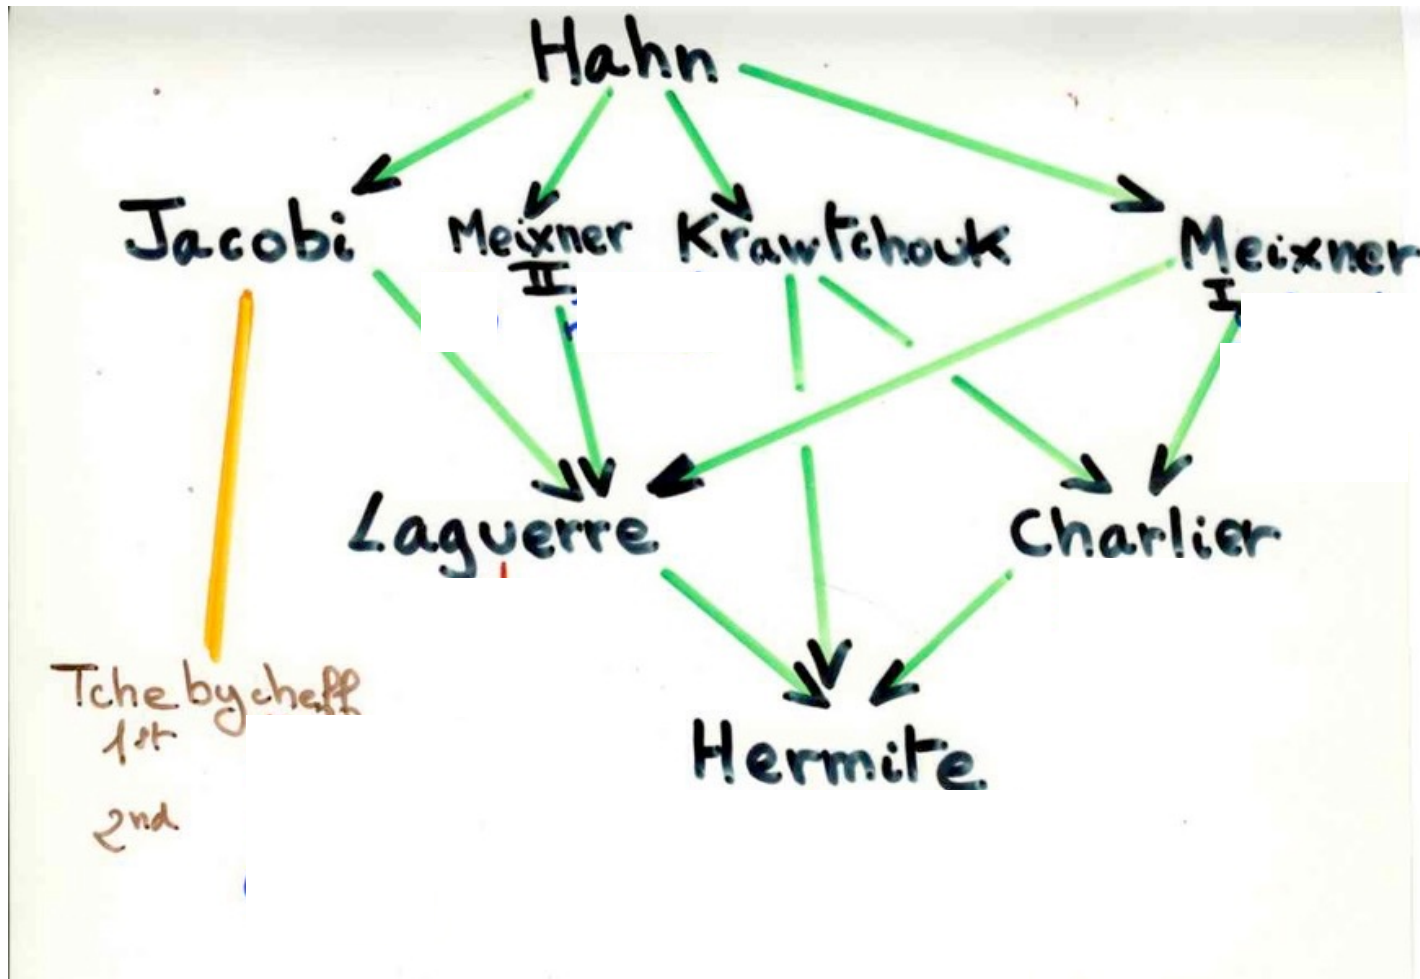 Hahn
Jacobi Meixner Krawtchouk Meixner
II I
Laguerre Charlier
Tchebycheff
1st
Hermite
2nd